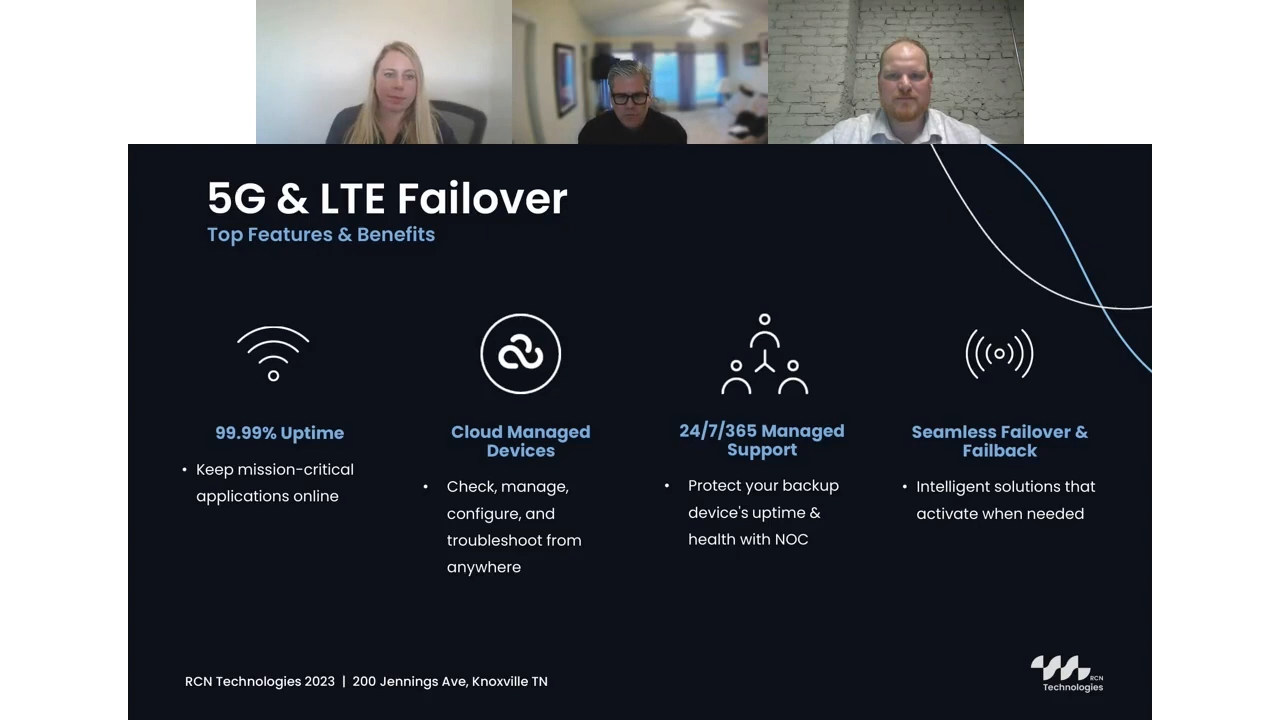 5G & LTE Failover
Top Features & Benefits
99.99% Uptime
• Keep mission-critical
applications online
Cloud Managed
Devices
• Check, manage,
configure, and
troubleshoot from
anywhere
24/7/365 Managed
Support
• Protect your backup
device's uptime &
health with NOC
Seamless Failover &
Failback
• Intelligent solutions that
activate when needed
RCN Technologies 2023 | 200 Jennings Ave, Knoxville TN
RCN
Technologies